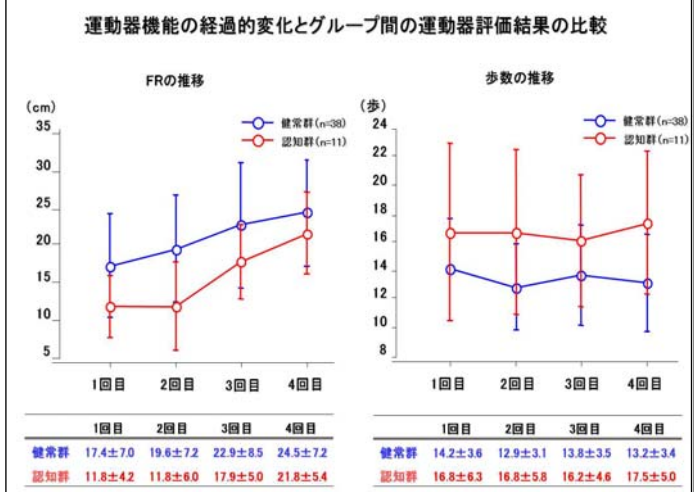 運動器機能の経過的変化とグループ間の運動器評価結果の比較
FRの推移
(cm)
健常群(n=38)
認知群(n=11)
35
30
25
20
15
10
5
1回目 2回目 3回目 4回目
1回目 2回目 3回目 4回目
健常群 17.4±7.0 19.6±7.2 22.9±8.5 24.5±7.2
認知群 11.8±4.2 11.8±6.0 17.9±5.0 21.8±5.4
歩数の推移
(歩)
健常群(n=38)
認知群(n=11)
24
22
20
18
16
14
12
10
8
1回目 2回目 3回目 4回目
1回目 2回目 3回目 4回目
健常群 14.2±3.6 12.9±3.1 13.8±3.5 13.2±3.4
認知群 16.8±6.3 16.8±5.8 16.2±4.6 17.5±5.0